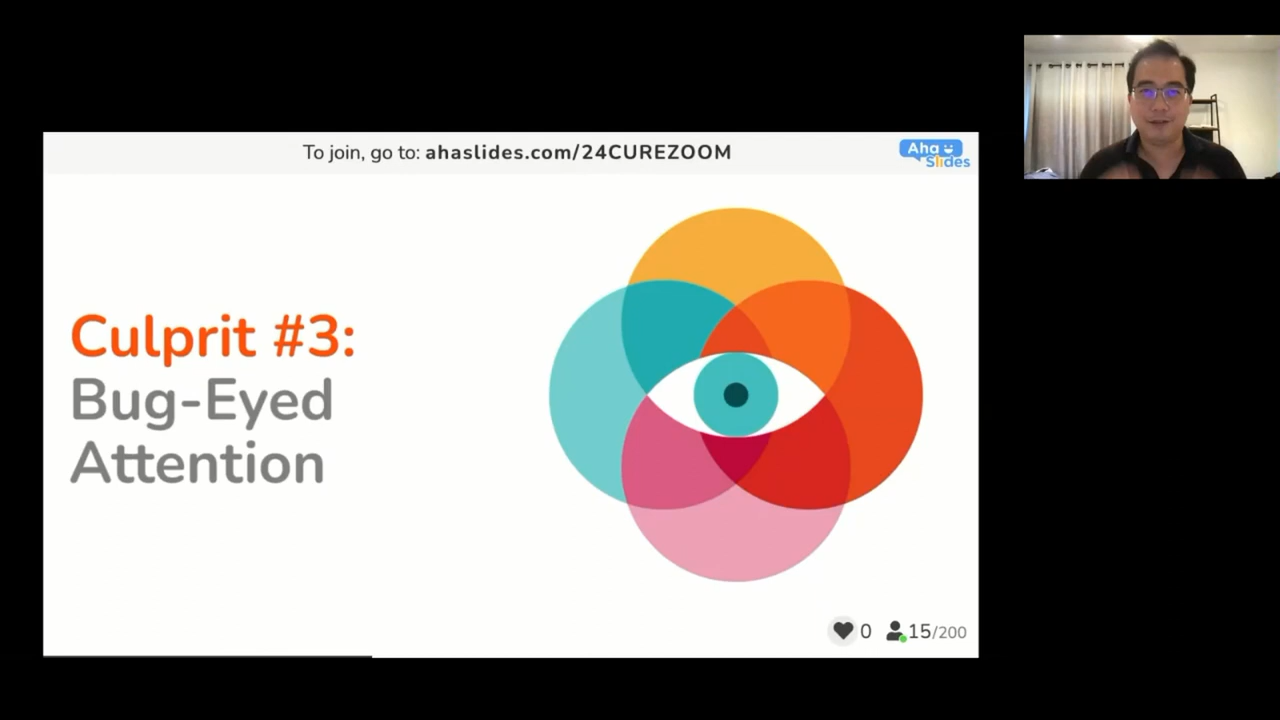 To join, go to: ahaslides.com/24CUREZOOM
Aha
Slides
Culprit #3:
Bug-Eyed
Attention
0
15/200